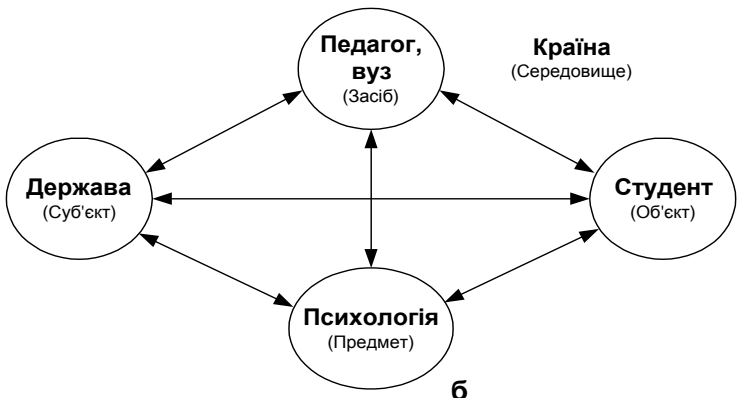 Педагог,
вуз
(Засіб)
Країна
(Середовище)
Держава
(Суб'єкт)
Студент
(Об'єкт)
Психологія
(Предмет)
б